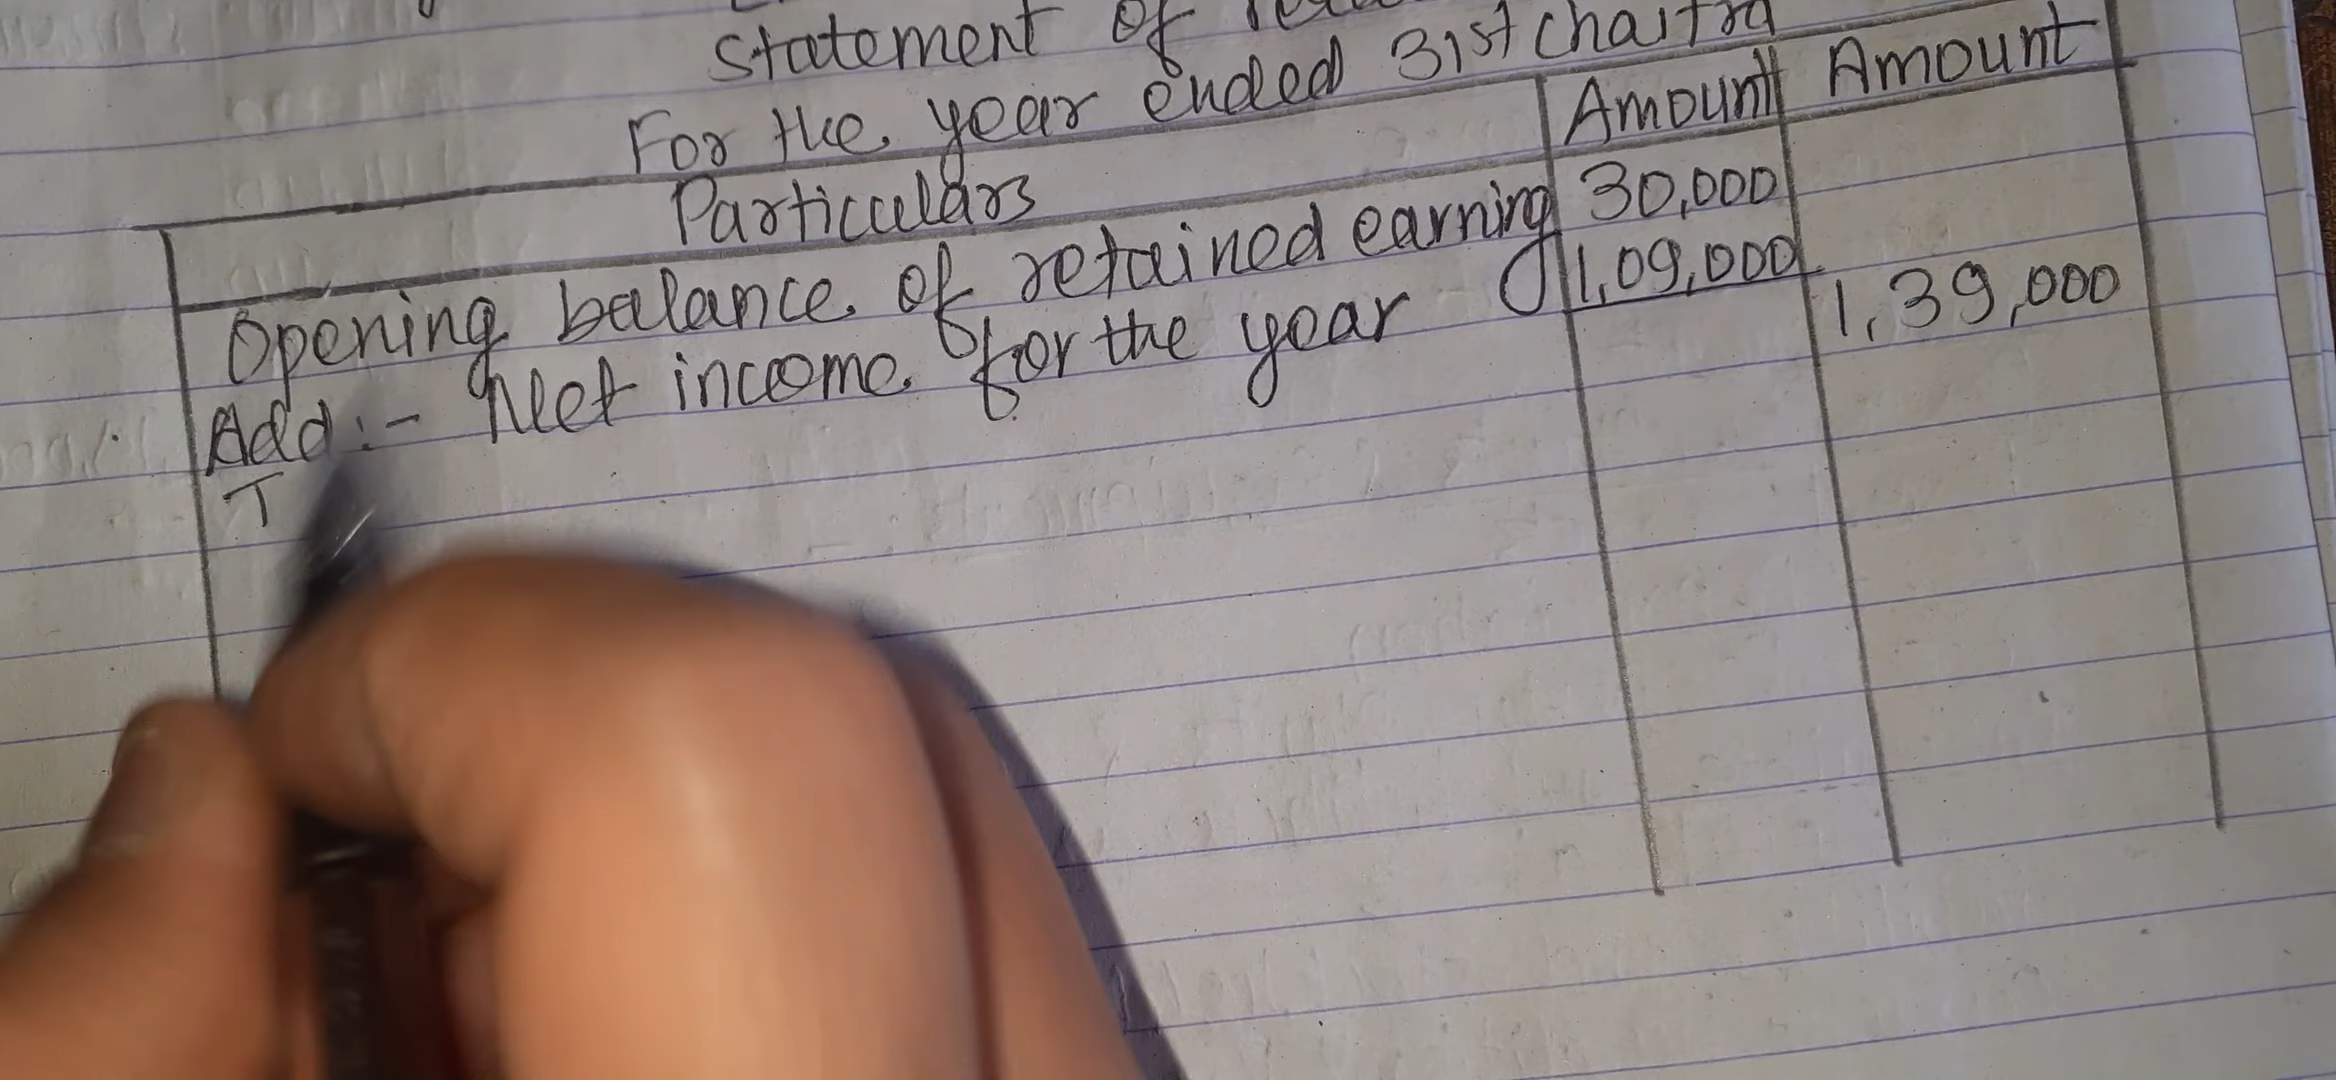 Statement of
For the year ended 31st chaitra
Particulars Amount Amount
Opening balance of retained earning 30,000
Add:- Net income for the year 1,09,000 1,39,000
T